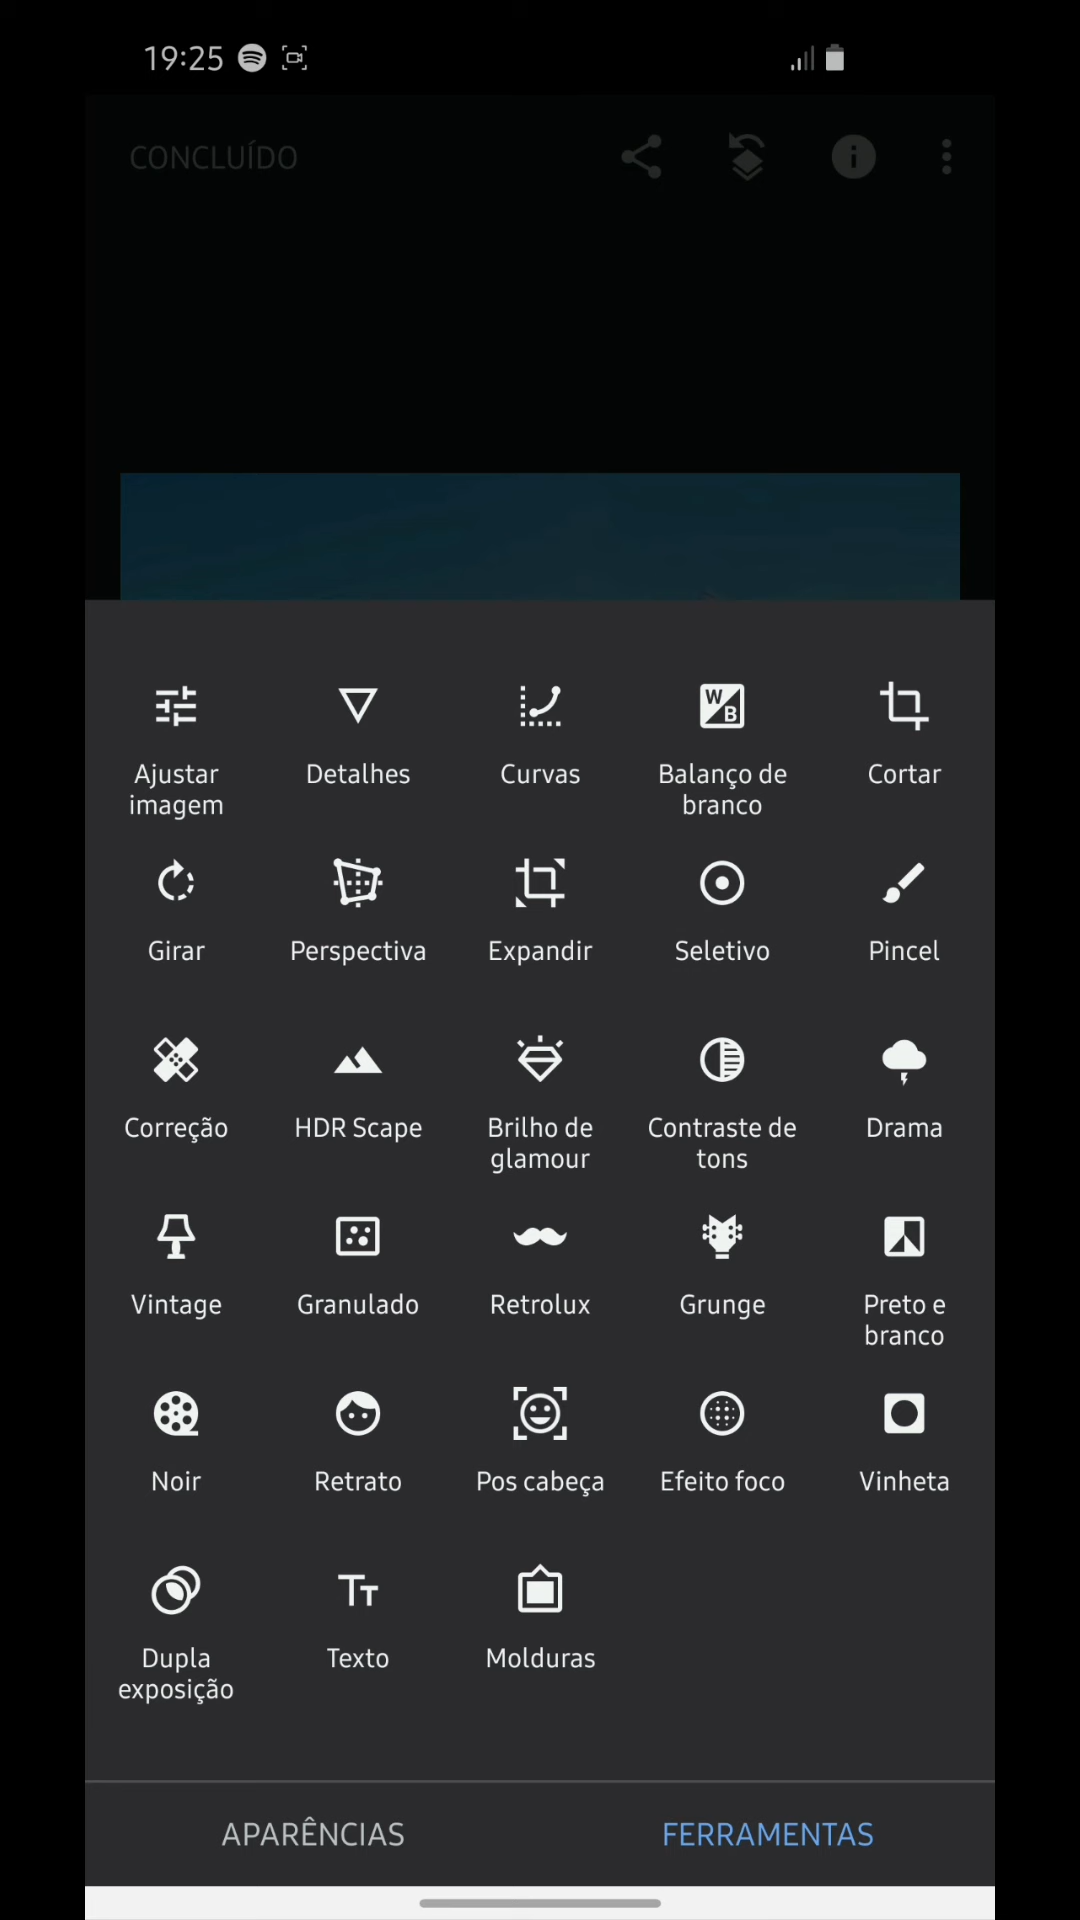 19:25
CONCLUÍDO
Ajustar imagem
Detalhes
Curvas
W B
Balanço de branco
Cortar
Girar
Perspectiva
Expandir
Seletivo
Pincel
Correção
HDR Scape
Brilho de glamour
Contraste de tons
Drama
Vintage
Granulado
Retrolux
Grunge
Preto e branco
Noir
Retrato
Pos cabeça
Efeito foco
Vinheta
Dupla exposição
TT
Texto
Molduras
APARÊNCIAS
FERRAMENTAS